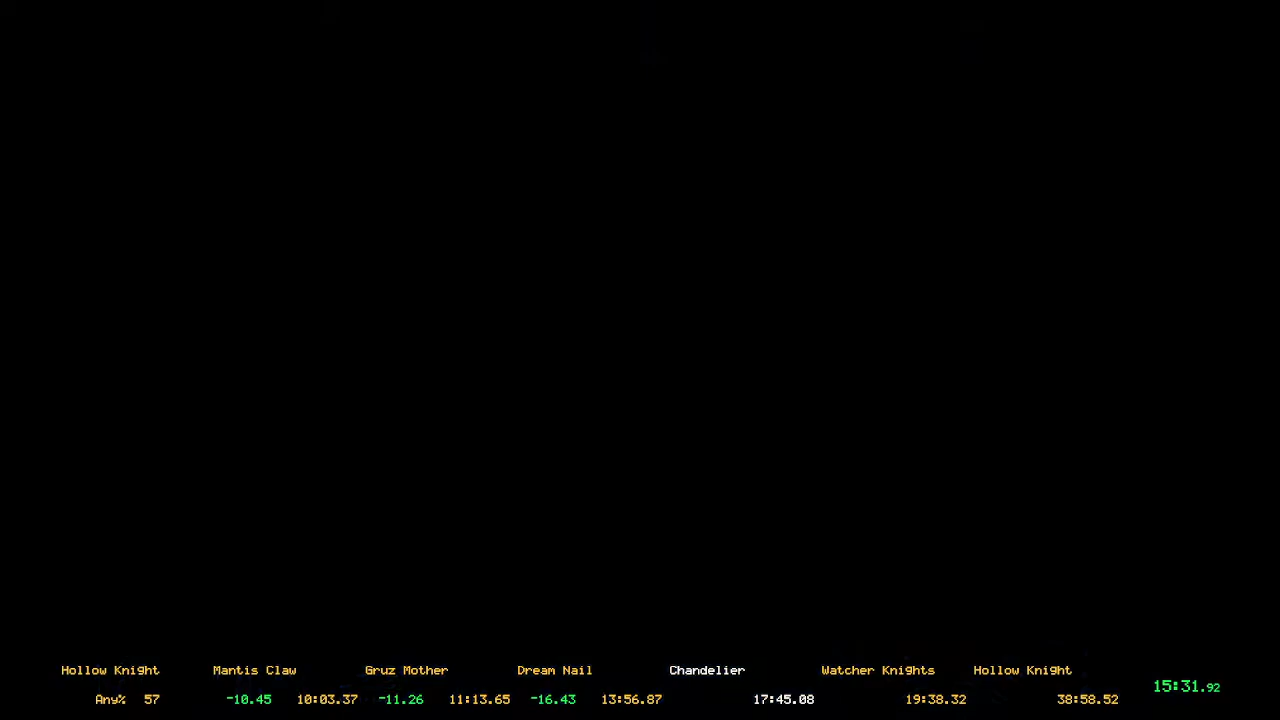 Hollow Knight Mantis Claw Gruz Mother Dream Nail Chandelier Watcher Knights Hollow Knight
Any% 57 -10.45 10:03.37 -11.26 11:13.65 -16.43 13:56.87 17:45.08 19:38.32 38:58.52 15:31.92